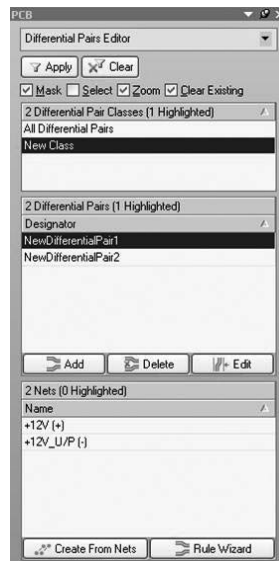 PCB
Differential Pairs Editor
Apply Clear
Mask Select Zoom Clear Existing
2 Differential Pair Classes (1 Highlighted)
All Differential Pairs
New Class
2 Differential Pairs (1 Highlighted)
Designator
NewDifferentialPair1
NewDifferentialPair2
Add Delete Edit
2 Nets (0 Highlighted)
Name
+12V (+)
+12V_U/P (-)
Create From Nets Rule Wizard